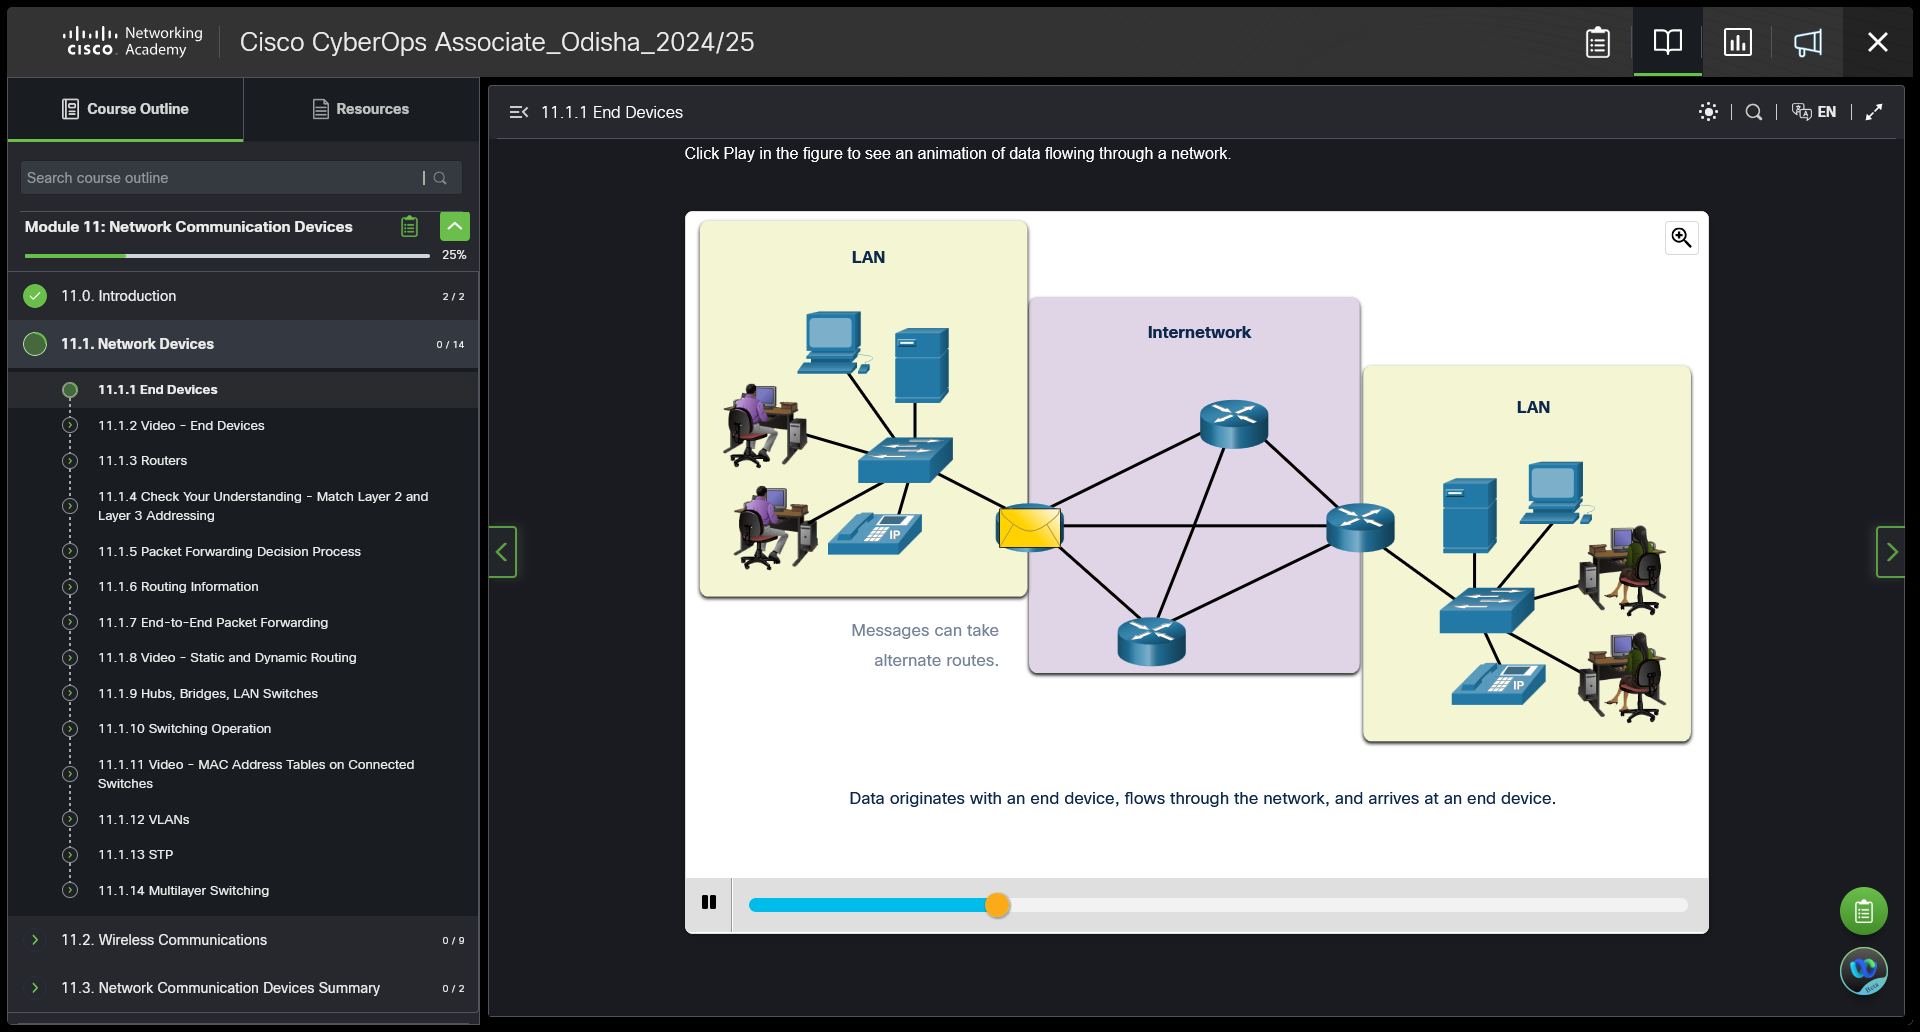 Networking
CISCO Academy
Cisco CyberOps Associate_Odisha_2024/25
Course Outline
Resources
Search course outline
Module 11: Network Communication Devices
25%
11.0. Introduction
2 / 2
11.1. Network Devices
0 / 14
11.1.1 End Devices
11.1.2 Video - End Devices
11.1.3 Routers
11.1.4 Check Your Understanding - Match Layer 2 and
Layer 3 Addressing
11.1.5 Packet Forwarding Decision Process
11.1.6 Routing Information
11.1.7 End-to-End Packet Forwarding
11.1.8 Video - Static and Dynamic Routing
11.1.9 Hubs, Bridges, LAN Switches
11.1.10 Switching Operation
11.1.11 Video - MAC Address Tables on Connected
Switches
11.1.12 VLANs
11.1.13 STP
11.1.14 Multilayer Switching
11.2. Wireless Communications
0 / 9
11.3. Network Communication Devices Summary
0 / 2
11.1.1 End Devices
EN
Click Play in the figure to see an animation of data flowing through a network.
LAN
Internetwork
LAN
IP
IP
Messages can take
alternate routes.
Data originates with an end device, flows through the network, and arrives at an end device.
Beta